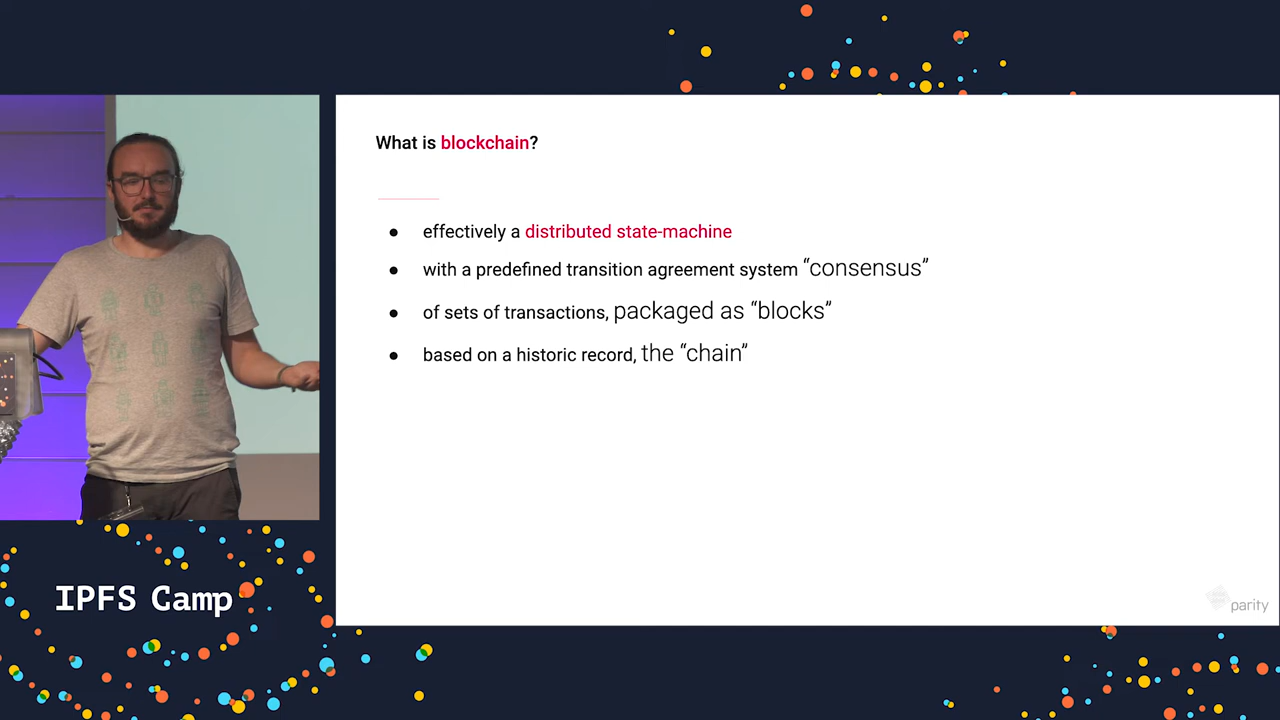 What is blockchain?
● effectively a distributed state-machine
● with a predefined transition agreement system “consensus”
● of sets of transactions, packaged as “blocks”
● based on a historic record, the “chain”
IPFS Camp
parity